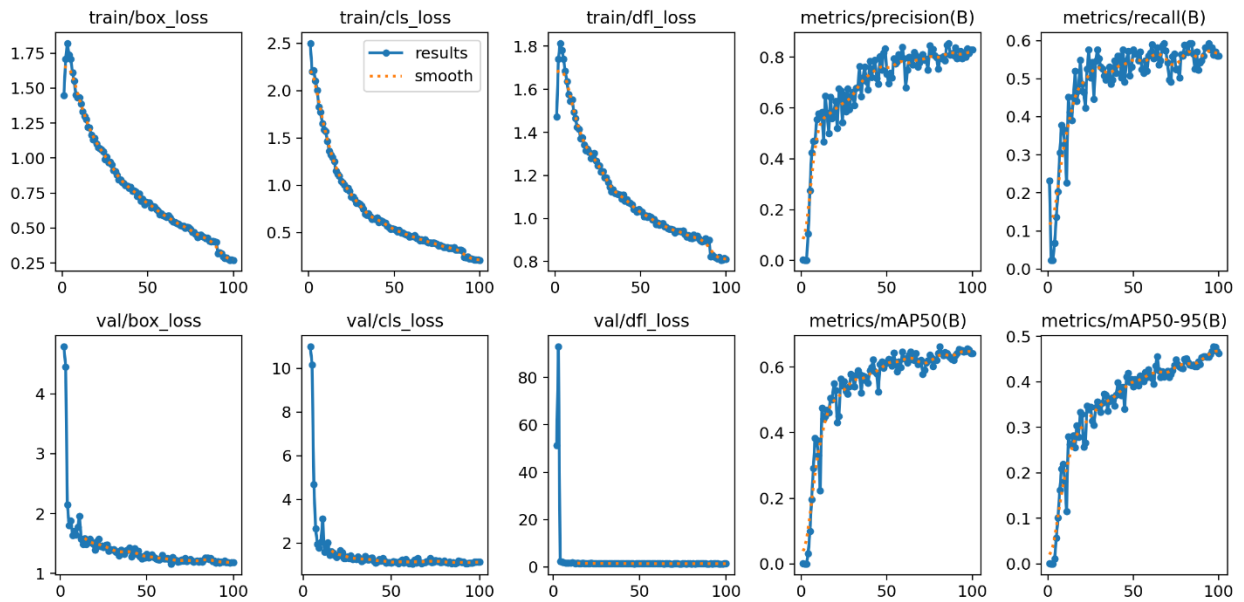 train/box_loss
train/cls_loss
train/dfl_loss
metrics/precision(B)
metrics/recall(B)
1.75
1.50
1.25
1.00
0.75
0.50
0.25
0 50 100
2.5
2.0
1.5
1.0
0.5
results
smooth
0 50 100
1.8
1.6
1.4
1.2
1.0
0.8
0 50 100
0.8
0.6
0.4
0.2
0.0
0 50 100
0.6
0.5
0.4
0.3
0.2
0.1
0.0
0 50 100
val/box_loss
val/cls_loss
val/dfl_loss
metrics/mAP50(B)
metrics/mAP50-95(B)
4
3
2
1
0 50 100
10
8
6
4
2
0 50 100
80
60
40
20
0
0 50 100
0.6
0.4
0.2
0.0
0 50 100
0.5
0.4
0.3
0.2
0.1
0.0
0 50 100